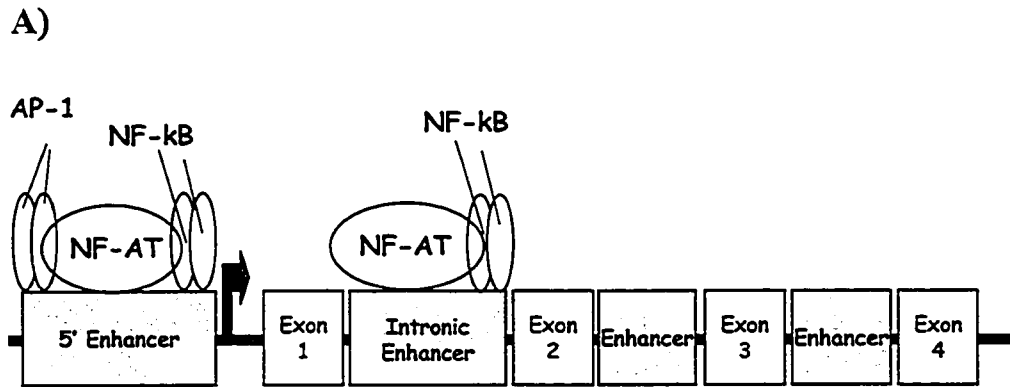 A)
AP-1
NF-kB
NF-kB
NF-AT
NF-AT
5' Enhancer
Exon
1
Intronic
Enhancer
Exon
2
Enhancer
Exon
3
Enhancer
Exon
4